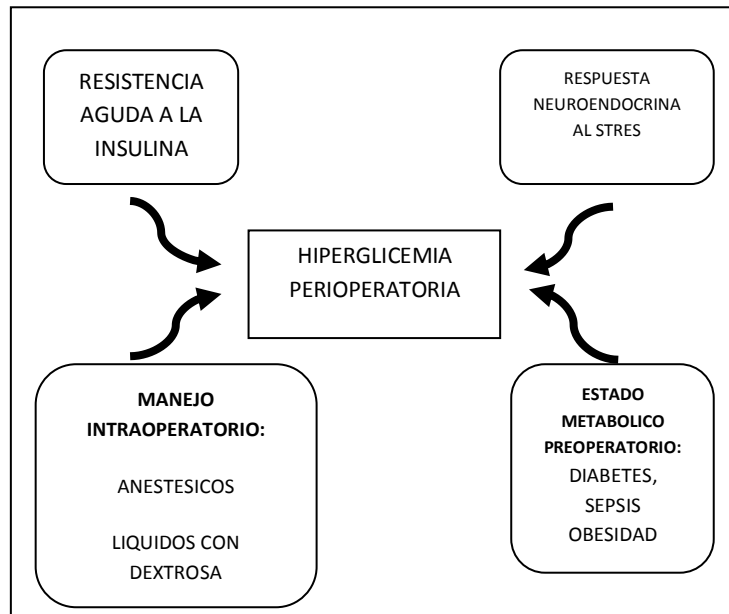 RESISTENCIA
AGUDA A LA
INSULINA
RESPUESTA
NEUROENDOCRINA
AL STRES
HIPERGLICEMIA
PERIOPERATORIA
MANEJO
INTRAOPERATORIO:
ANESTESICOS
LIQUIDOS CON
DEXTROSA
ESTADO
METABOLICO
PREOPERATORIO:
DIABETES,
SEPSIS
OBESIDAD